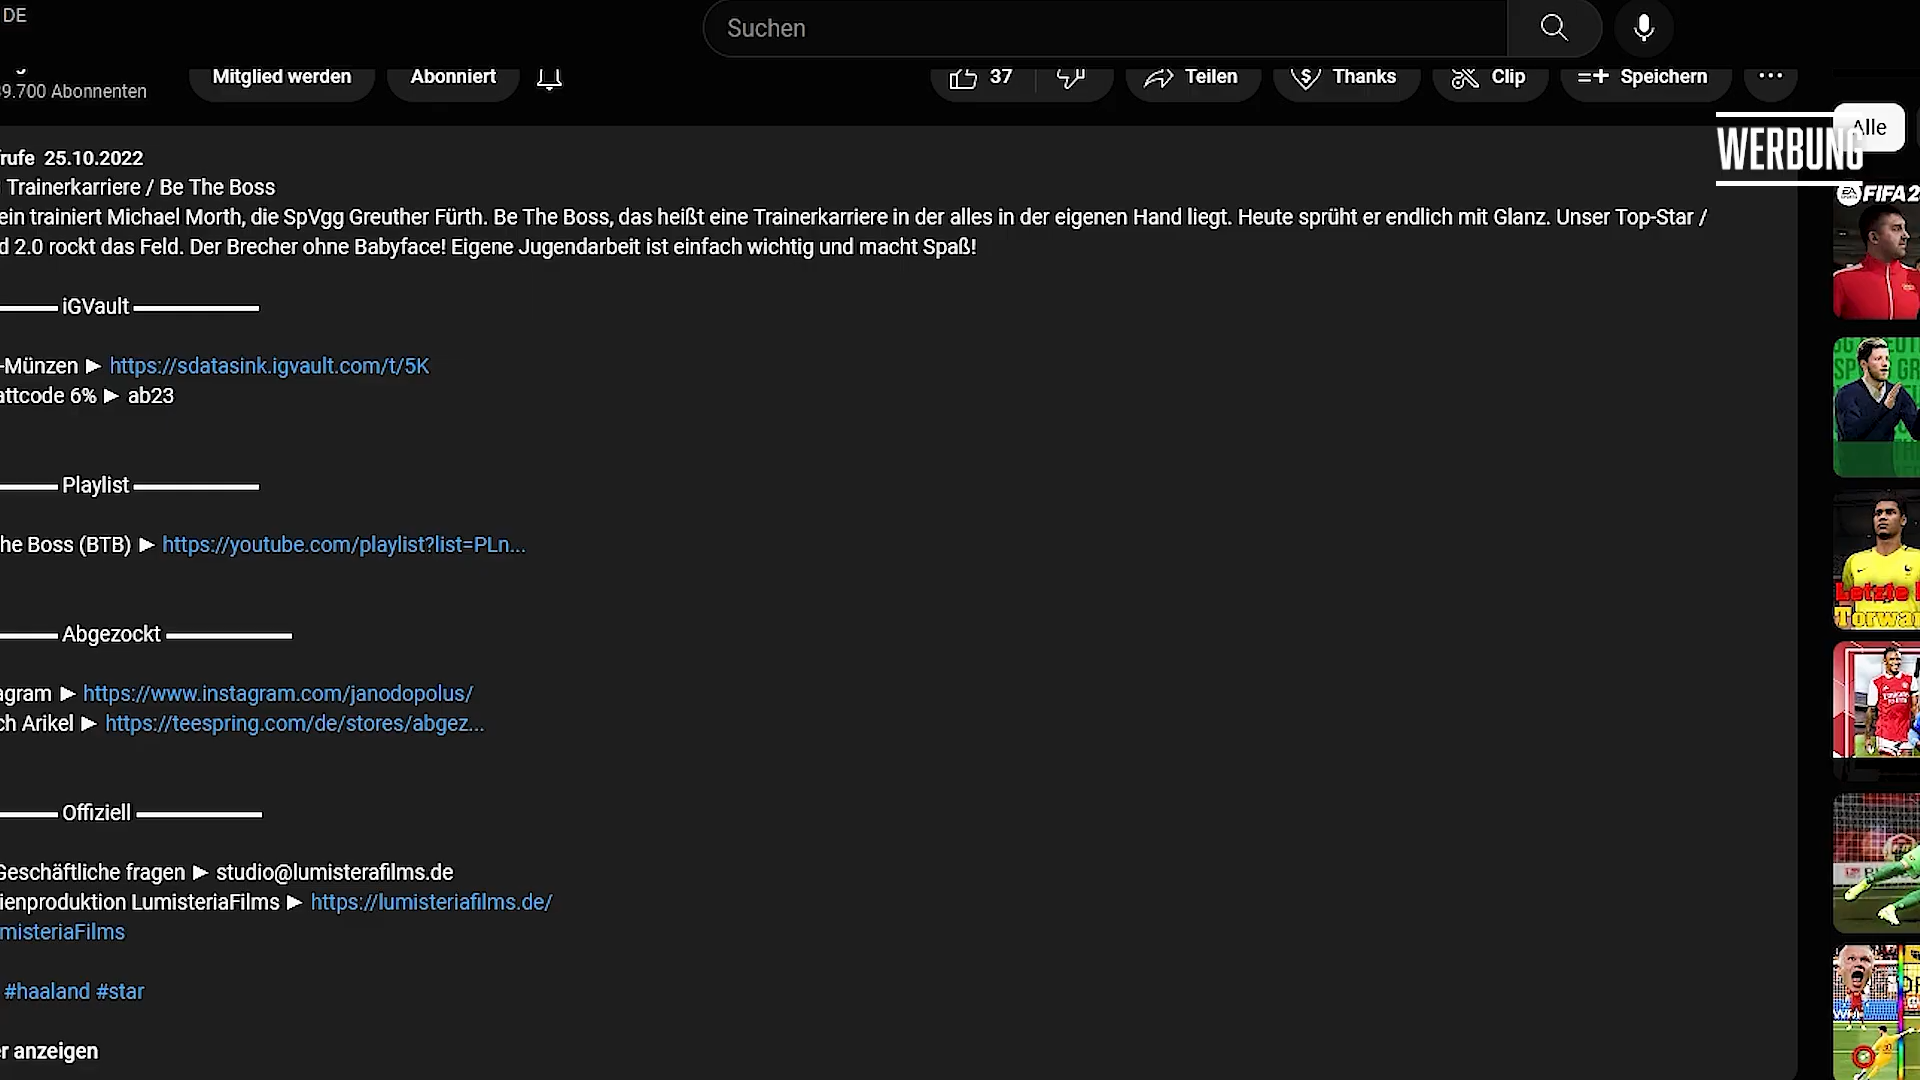 DE
Suchen
9.700 Abonnenten
Mitglied werden
Abonniert
37
Teilen
Thanks
Clip
Speichern
Alle
WERBUNG
rufe 25.10.2022
Trainerkarriere / Be The Boss
ein trainiert Michael Morth, die SpVgg Greuther Fürth. Be The Boss, das heißt eine Trainerkarriere in der alles in der eigenen Hand liegt. Heute sprüht er endlich mit Glanz. Unser Top-Star /
d 2.0 rockt das Feld. Der Brecher ohne Babyface! Eigene Jugendarbeit ist einfach wichtig und macht Spaß!
iGVault
-Münzen ► https://sdatasink.igvault.com/t/5K
attcode 6% ► ab23
Playlist
he Boss (BTB) ► https://youtube.com/playlist?list=PLn...
Abgezockt
agram ► https://www.instagram.com/janodopolus/
ch Arikel ► https://teespring.com/de/stores/abgez...
Offiziell
Geschäftliche fragen ► studio@lumisterafilms.de
ienproduktion LumisteriaFilms ► https://lumisteriafilms.de/
misteriaFilms
#haaland #star
r anzeigen
EA FIFA 2
Letzte
Torwa